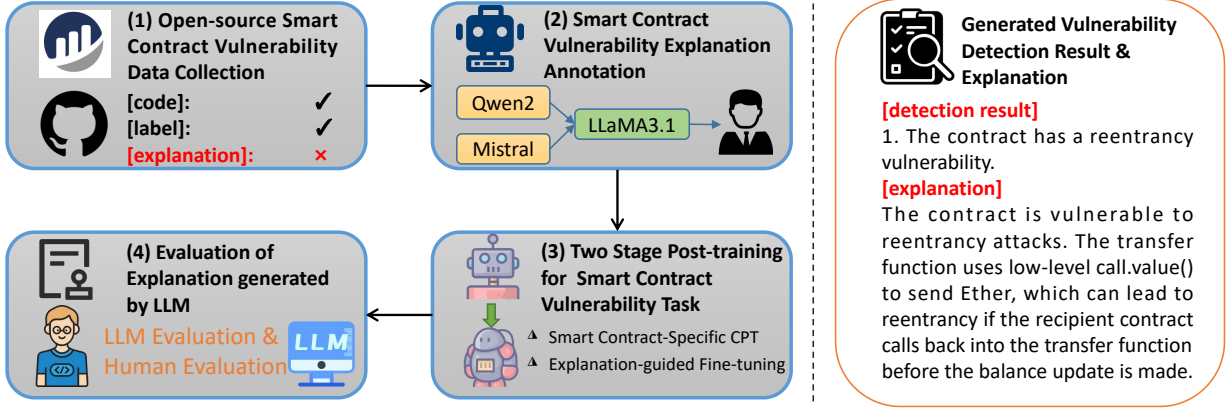 (1) Open-source Smart
Contract Vulnerability
Data Collection
[code]: ✓
[label]: ✓
[explanation]: ×
(2) Smart Contract
Vulnerability Explanation
Annotation
Qwen2
Mistral
LLaMA3.1
(3) Two Stage Post-training
for Smart Contract
Vulnerability Task
Smart Contract-Specific CPT
Explanation-guided Fine-tuning
(4) Evaluation of
Explanation generated
by LLM
LLM Evaluation &
Human Evaluation
LLM
Generated Vulnerability
Detection Result &
Explanation
[detection result]
1. The contract has a reentrancy
vulnerability.
[explanation]
The contract is vulnerable to
reentrancy attacks. The transfer
function uses low-level call.value()
to send Ether, which can lead to
reentrancy if the recipient contract
calls back into the transfer function
before the balance update is made.